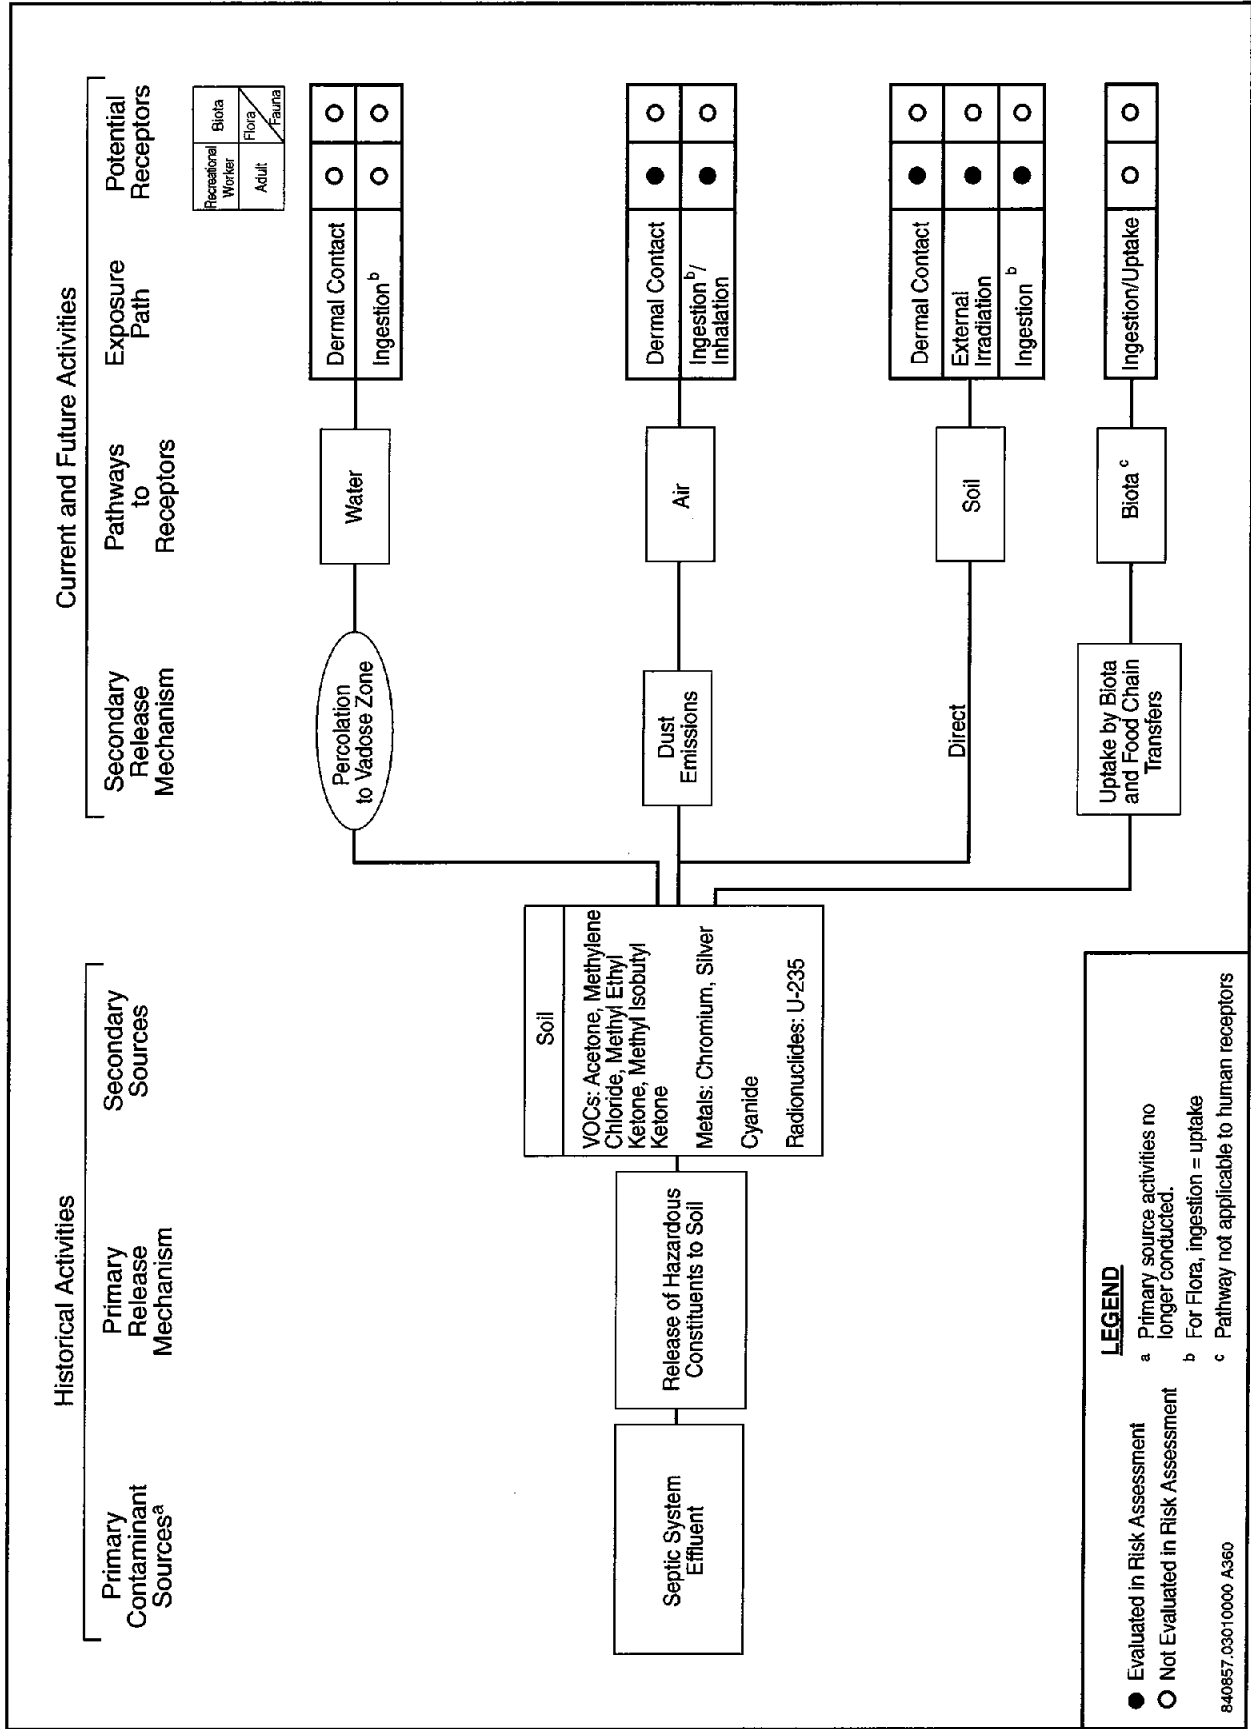 Historical Activities
Current and Future Activities
Primary
Contaminant
Sourcesᵃ
Primary
Release
Mechanism
Secondary
Sources
Secondary
Release
Mechanism
Pathways
to
Receptors
Exposure
Path
Potential
Receptors
Recreational
Worker
Biota
Adult
Flora
Fauna
Septic System
Effluent
Release of Hazardous
Constituents to Soil
Soil
VOCs: Acetone, Methylene
Chloride, Methyl Ethyl
Ketone, Methyl Isobutyl
Ketone
Metals: Chromium, Silver
Cyanide
Radionuclides: U-235
Percolation
to Vadose Zone
Water
Dermal Contact
Ingestionᵇ
Dust
Emissions
Air
Dermal Contact
Ingestionᵇ/
Inhalation
Direct
Soil
Dermal Contact
External
Irradiation
Ingestionᵇ
Uptake by Biota
and Food Chain
Transfers
Biotaᶜ
Ingestion/Uptake
LEGEND
● Evaluated in Risk Assessment
○ Not Evaluated in Risk Assessment
a Primary source activities no
longer conducted.
b For Flora, ingestion = uptake
c Pathway not applicable to human receptors
840857.03010000 A360